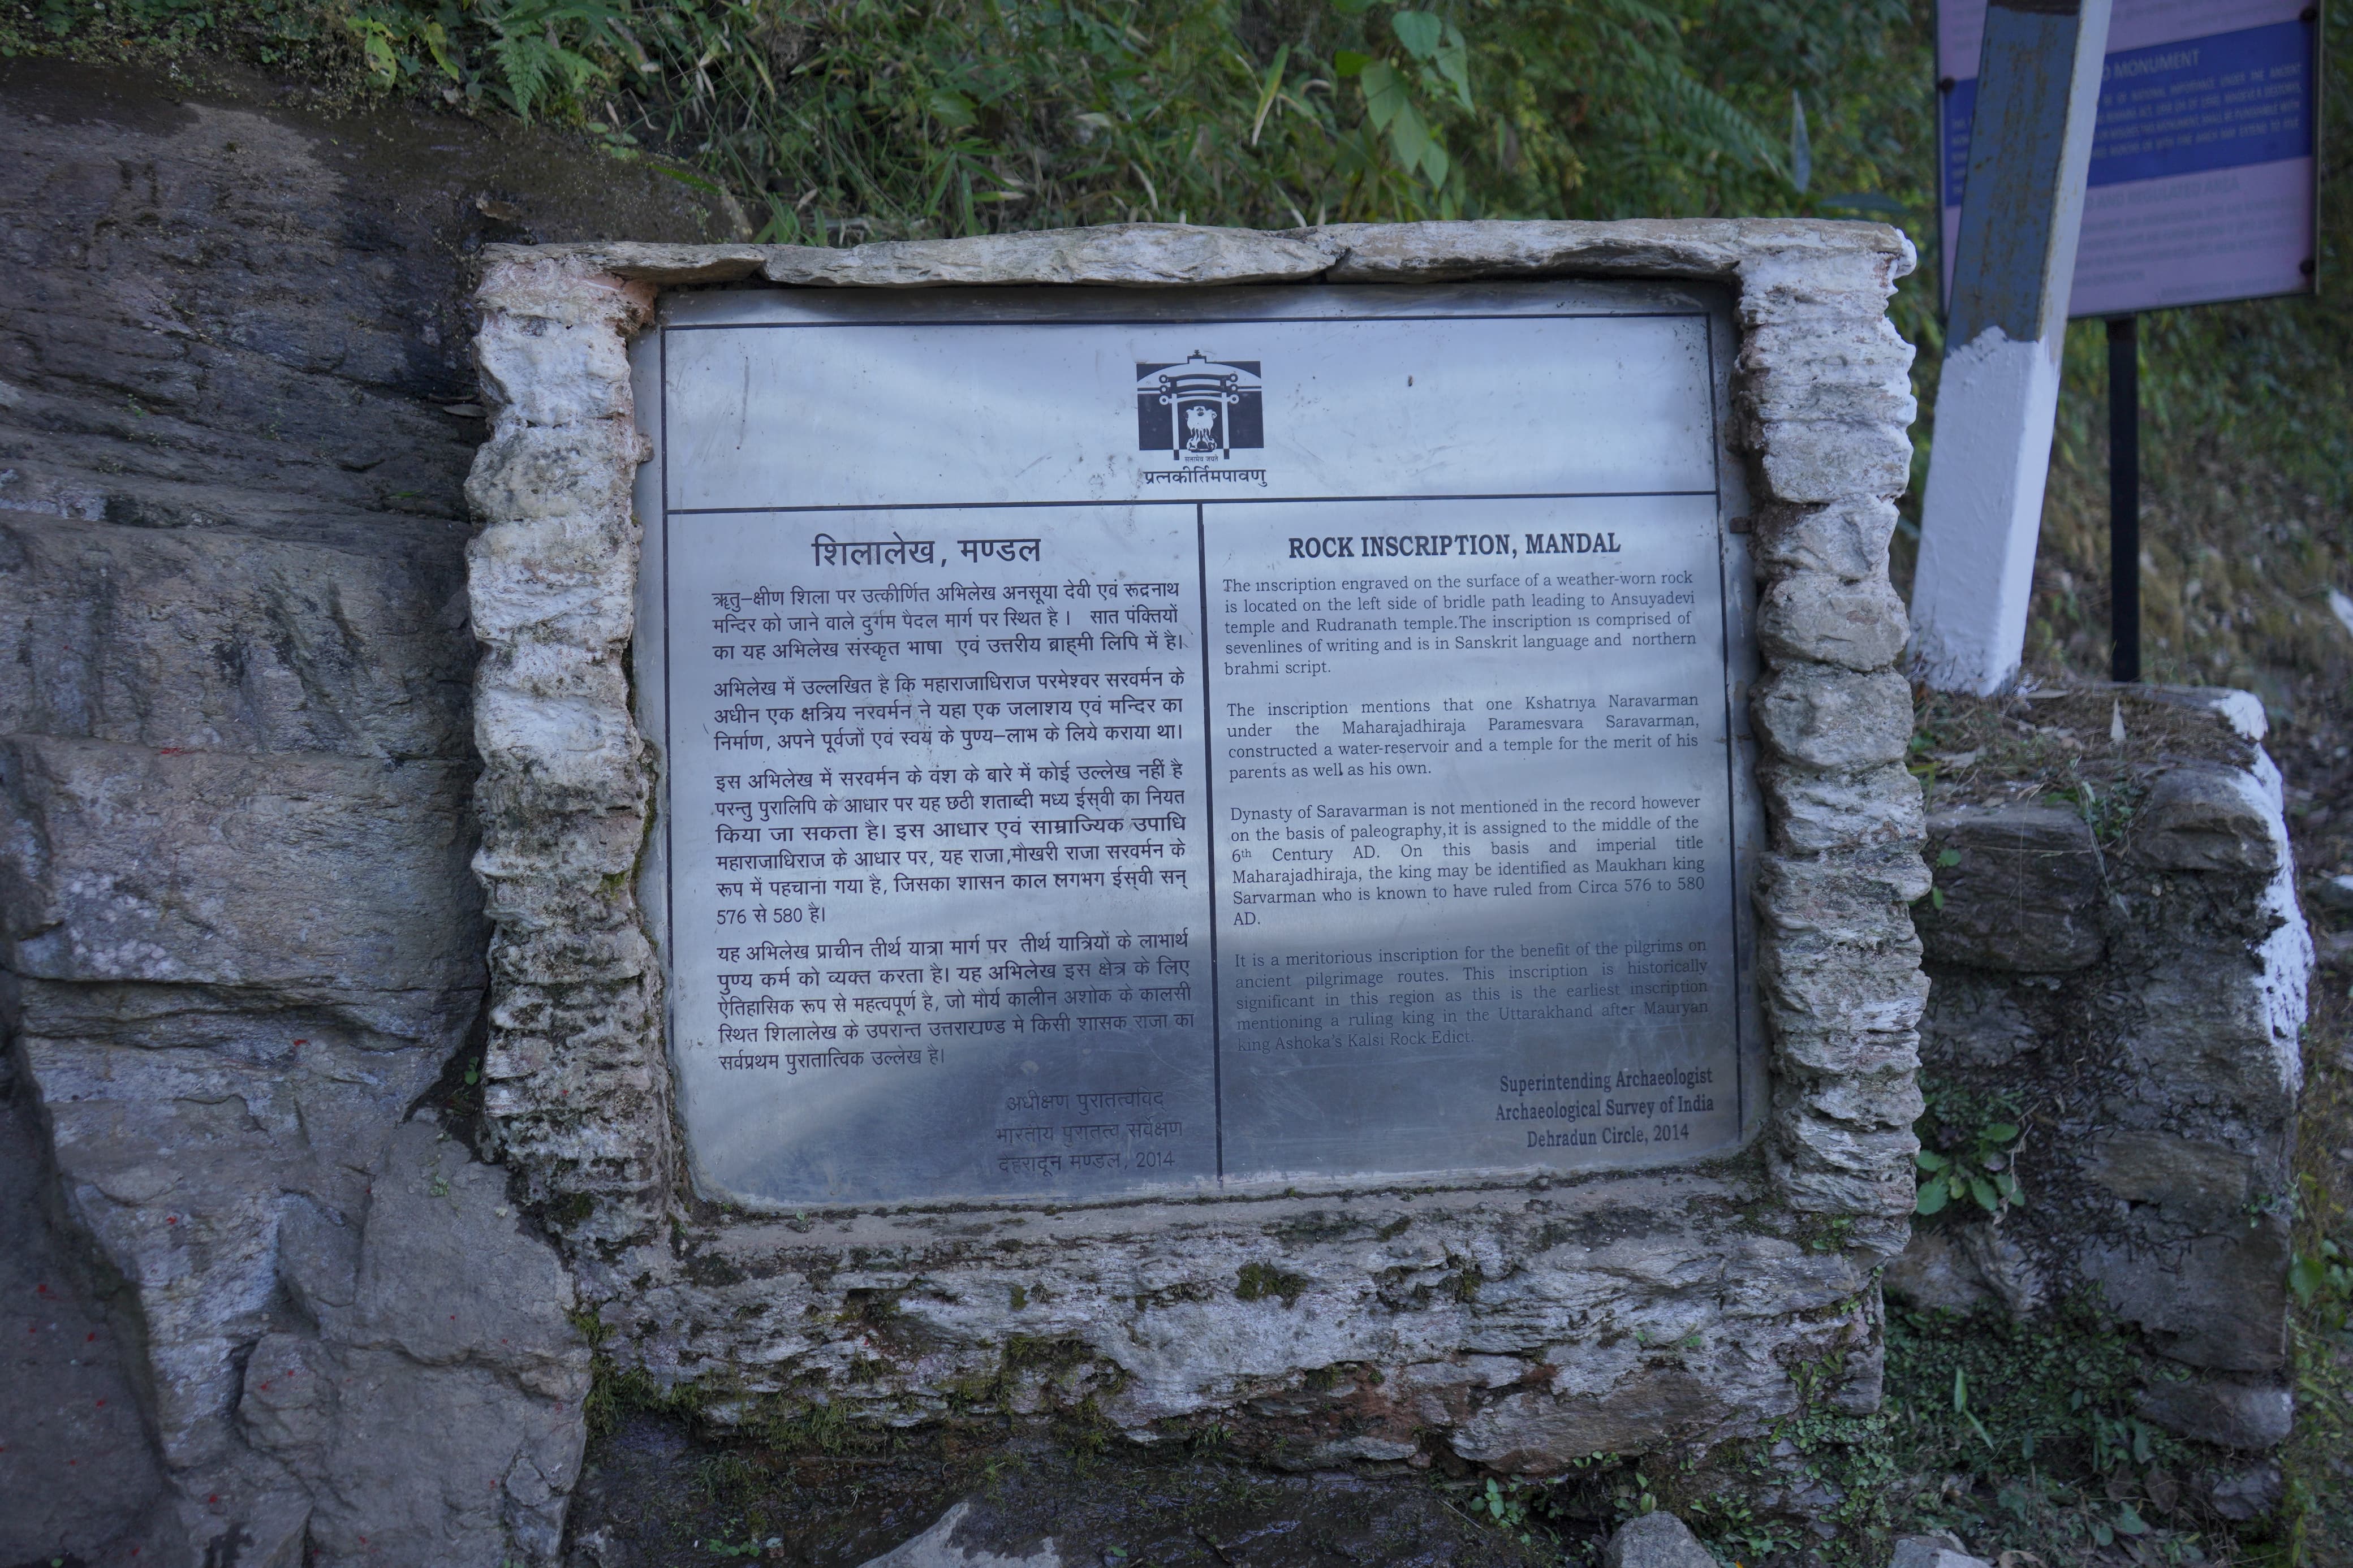 सत्यमेव जयते
प्रत्नकीर्तिमपावृणु
शिलालेख, मण्डल
ऋतु–क्षीण शिला पर उत्कीर्णित अभिलेख अनसूया देवी एवं रूद्रनाथ
मन्दिर को जाने वाले दुर्गम पैदल मार्ग पर स्थित है। सात पंक्तियों
का यह अभिलेख संस्कृत भाषा एवं उत्तरीय ब्राह्मी लिपि में है।
अभिलेख में उल्लखित है कि महाराजाधिराज परमेश्वर सरवर्मन के
अधीन एक क्षत्रिय नरवर्मन ने यहा एक जलाशय एवं मन्दिर का
निर्माण, अपने पूर्वजों एवं स्वयं के पुण्य–लाभ के लिये कराया था।
इस अभिलेख में सरवर्मन के वंश के बारे में कोई उल्लेख नहीं है
परन्तु पुरालिपि के आधार पर यह छठी शताब्दी मध्य ईस्वी का नियत
किया जा सकता है। इस आधार एवं साम्राज्यिक उपाधि
महाराजाधिराज के आधार पर, यह राजा,मौखरी राजा सरवर्मन के
रूप में पहचाना गया है, जिसका शासन काल लगभग ईस्वी सन्
576 से 580 है।
यह अभिलेख प्राचीन तीर्थ यात्रा मार्ग पर तीर्थ यात्रियों के लाभार्थ
पुण्य कर्म को व्यक्त करता है। यह अभिलेख इस क्षेत्र के लिए
ऐतिहासिक रूप से महत्वपूर्ण है, जो मौर्य कालीन अशोक के कालसी
स्थित शिलालेख के उपरान्त उत्तराखण्ड मे किसी शासक राजा का
सर्वप्रथम पुरातात्विक उल्लेख है।
अधीक्षण पुरातत्वविद
भारतीय पुरातत्व सर्वेक्षण
देहरादून मण्डल, 2014
ROCK INSCRIPTION, MANDAL
The inscription engraved on the surface of a weather-worn rock
is located on the left side of bridle path leading to Ansuyadevi
temple and Rudranath temple.The inscription is comprised of
sevenlines of writing and is in Sanskrit language and northern
brahmi script.
The inscription mentions that one Kshatriya Naravarman
under the Maharajadhiraja Paramesvara Saravarman,
constructed a water-reservoir and a temple for the merit of his
parents as well as his own.
Dynasty of Saravarman is not mentioned in the record however
on the basis of paleography,it is assigned to the middle of the
6th Century AD. On this basis and imperial title
Maharajadhiraja, the king may be identified as Maukhari king
Sarvarman who is known to have ruled from Circa 576 to 580
AD.
It is a meritorious inscription for the benefit of the pilgrims on
ancient pilgrimage routes. This inscription is historically
significant in this region as this is the earliest inscription
mentioning a ruling king in the Uttarakhand after Mauryan
king Ashoka's Kalsi Rock Edict.
Superintending Archaeologist
Archaeological Survey of India
Dehradun Circle, 2014
MONUMENT